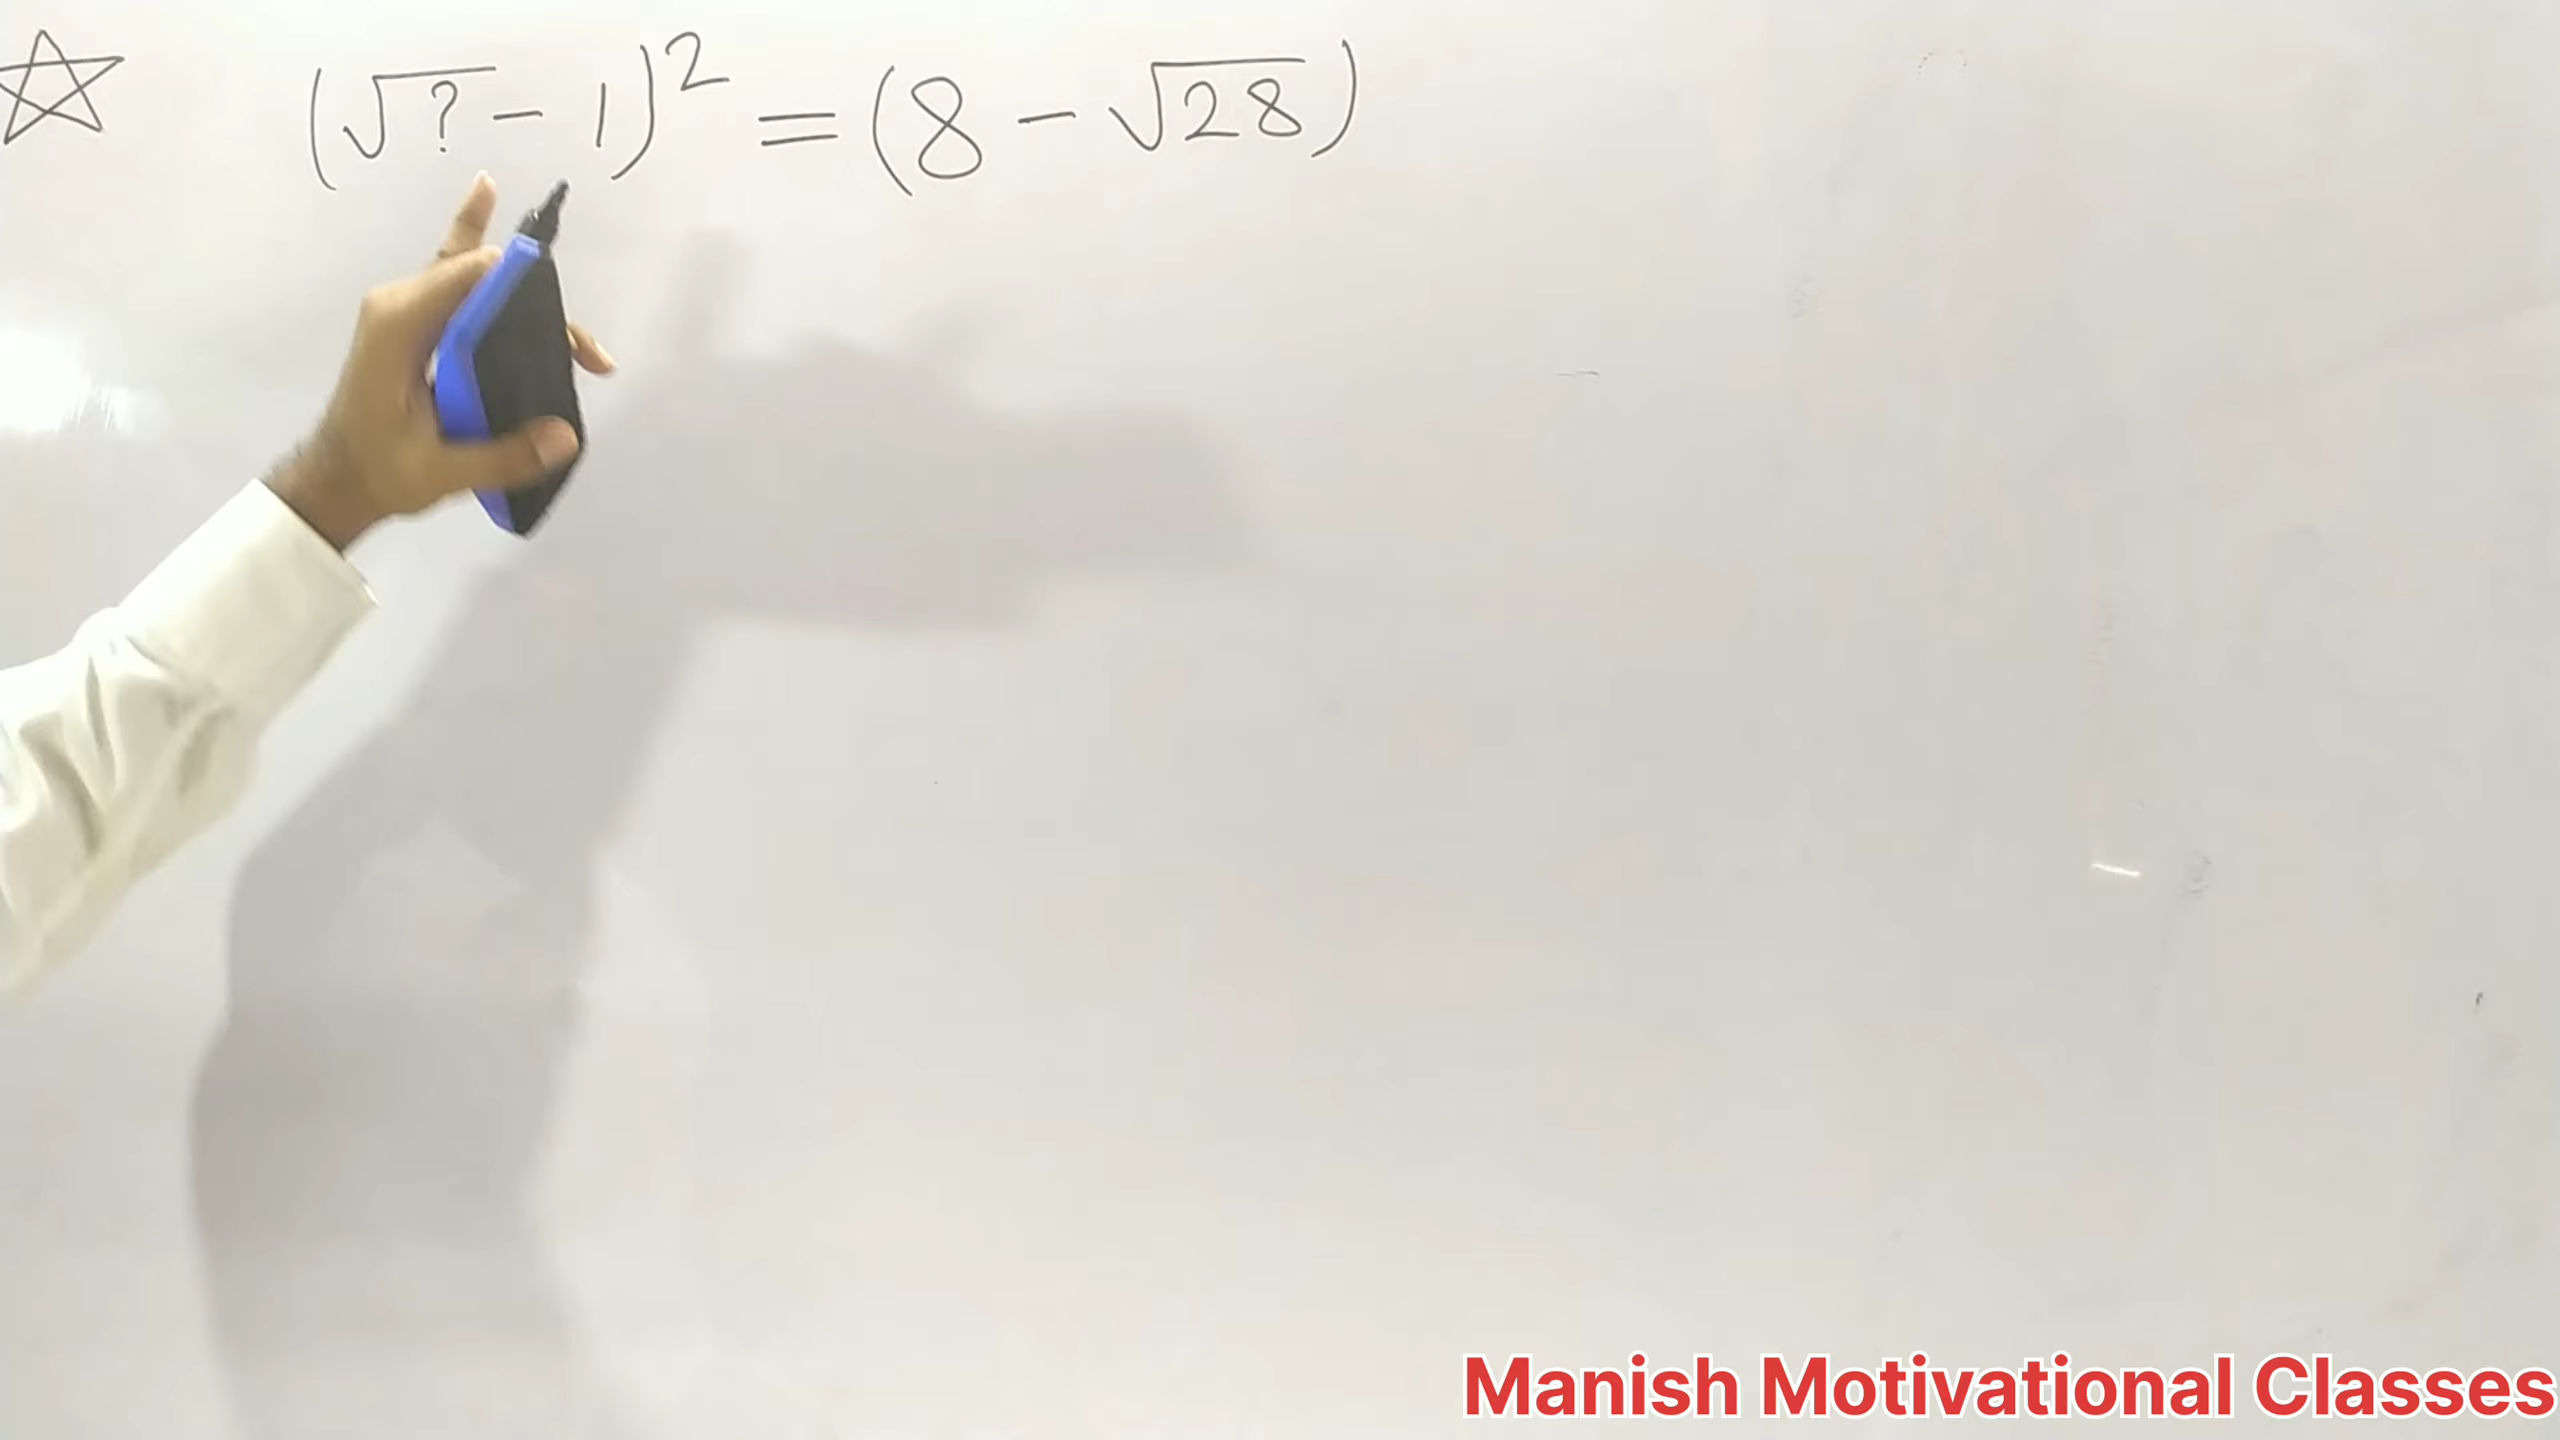 (√? - 1)² = (8 - √28)
Manish Motivational Classes